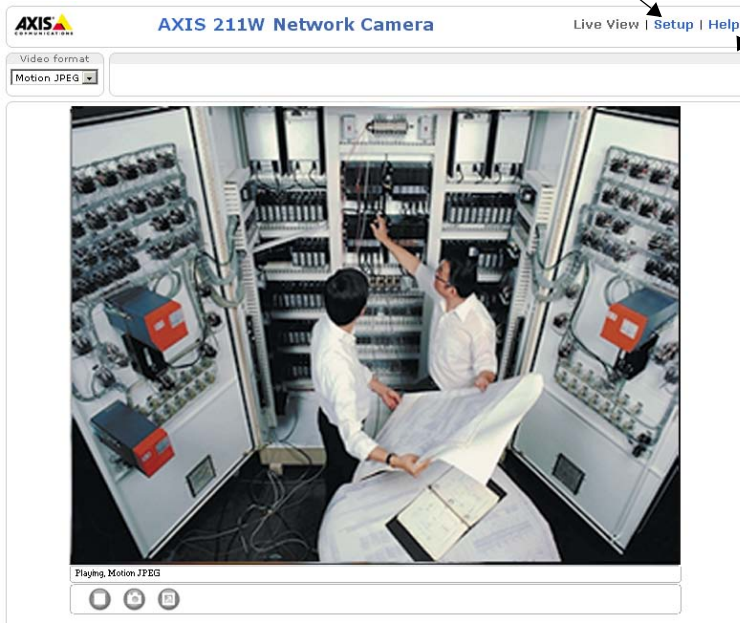 AXIS
COMMUNICATIONS
AXIS 211W Network Camera
Live View | Setup | Help
Video format
Motion JPEG
Playing, Motion JPEG